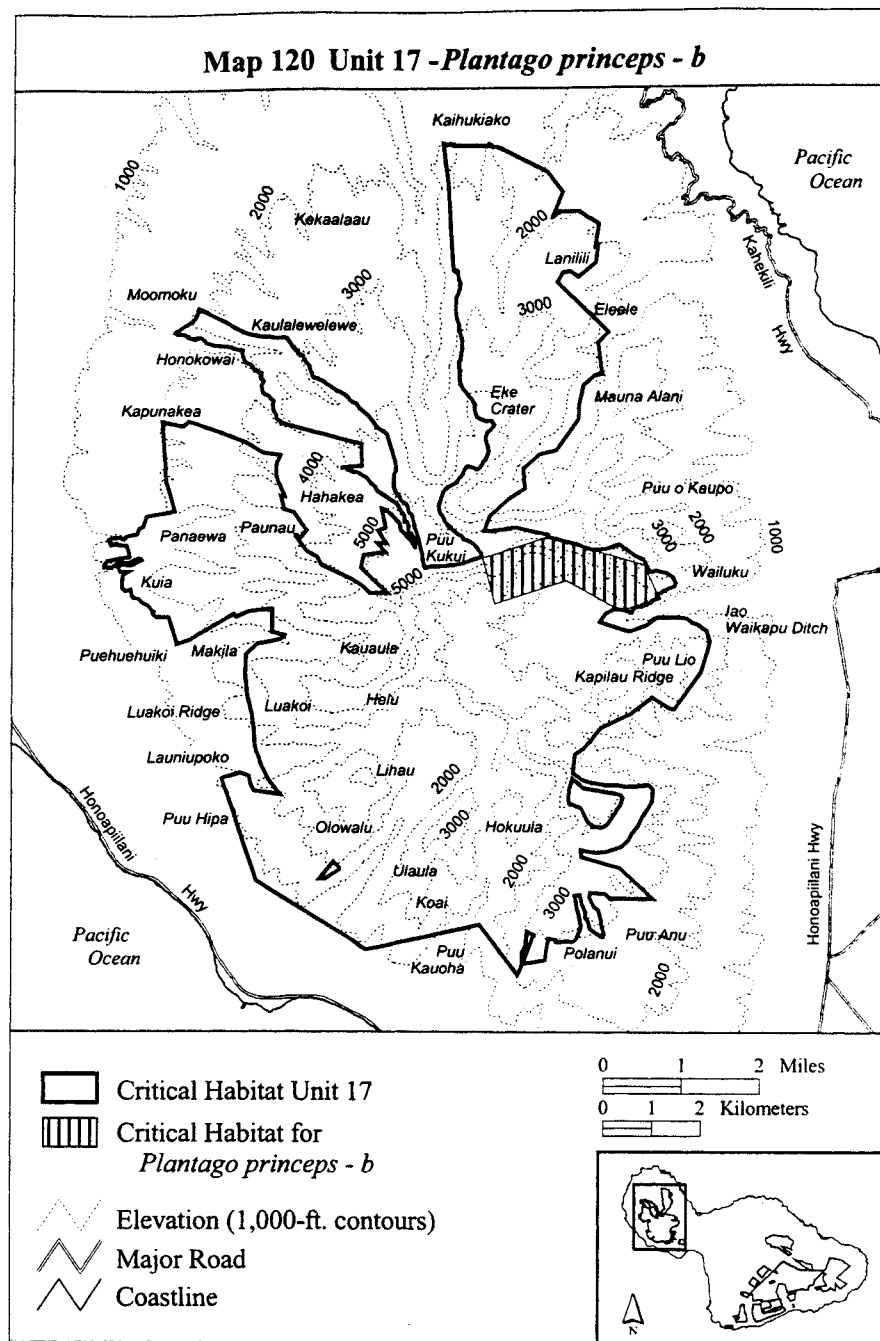 Map 120 Unit 17 - Plantago princeps - b
Kaihukiako
Pacific
Ocean
1000
2000
Kekaalaau
2000
Lanilili
Kahekili
Hwy
3000
Moomoku
Kaulalewelewe
3000
Eleele
Honokowai
Kapunakea
Eke
Crater
Mauna Alani
4000
Hahakea
Puu o Kaupo
Panaewa
Paunau
5000
Puu
Kukui
3000
2000
1000
Kuia
5000
Wailuku
Iao
Waikapu Ditch
Puehuehuiki
Makila
Kauaula
Puu Lio
Kapilau Ridge
Luakoi Ridge
Luakoi
Helu
Launiupoko
Lihau
2000
Puu Hipa
Olowalu
3000
Hokuula
Honoapiilani
Hwy
Ulaula
2000
Koai
3000
Honoapiilani Hwy
Pacific
Ocean
Puu
Kauoha
Polanui
Puu Anu
2000
Critical Habitat Unit 17
Critical Habitat for
Plantago princeps - b
Elevation (1,000-ft. contours)
Major Road
Coastline
0 1 2 Miles
0 1 2 Kilometers
N